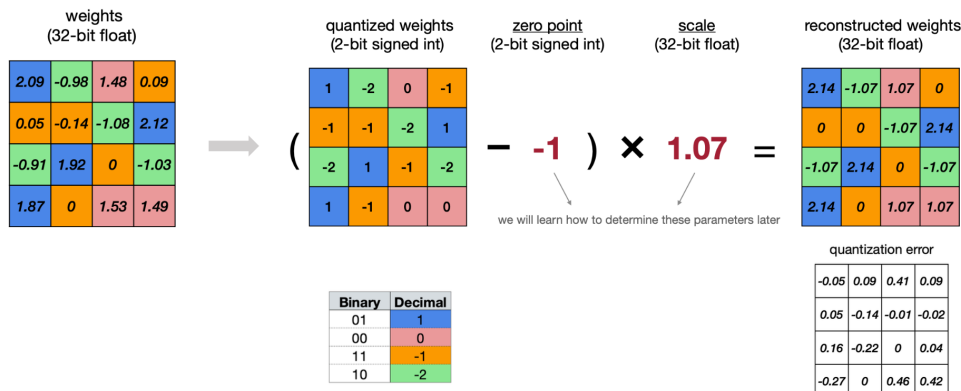 weights
(32-bit float)
2.09 -0.98 1.48 0.09
0.05 -0.14 -1.08 2.12
-0.91 1.92 0 -1.03
1.87 0 1.53 1.49
quantized weights
(2-bit signed int)
( 1 -2 0 -1
-1 -1 -2 1
-2 1 -1 -2
1 -1 0 0
zero point
(2-bit signed int)
− -1 )
scale
(32-bit float)
× 1.07 =
we will learn how to determine these parameters later
reconstructed weights
(32-bit float)
2.14 -1.07 1.07 0
0 0 -1.07 2.14
-1.07 2.14 0 -1.07
2.14 0 1.07 1.07
Binary Decimal
01 1
00 0
11 -1
10 -2
quantization error
-0.05 0.09 0.41 0.09
0.05 -0.14 -0.01 -0.02
0.16 -0.22 0 0.04
-0.27 0 0.46 0.42